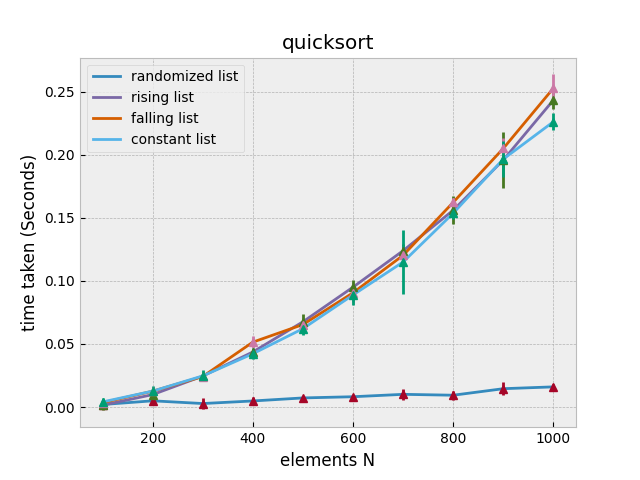 quicksort
randomized list
rising list
falling list
constant list
time taken (Seconds)
0.25
0.20
0.15
0.10
0.05
0.00
200 400 600 800 1000
elements N